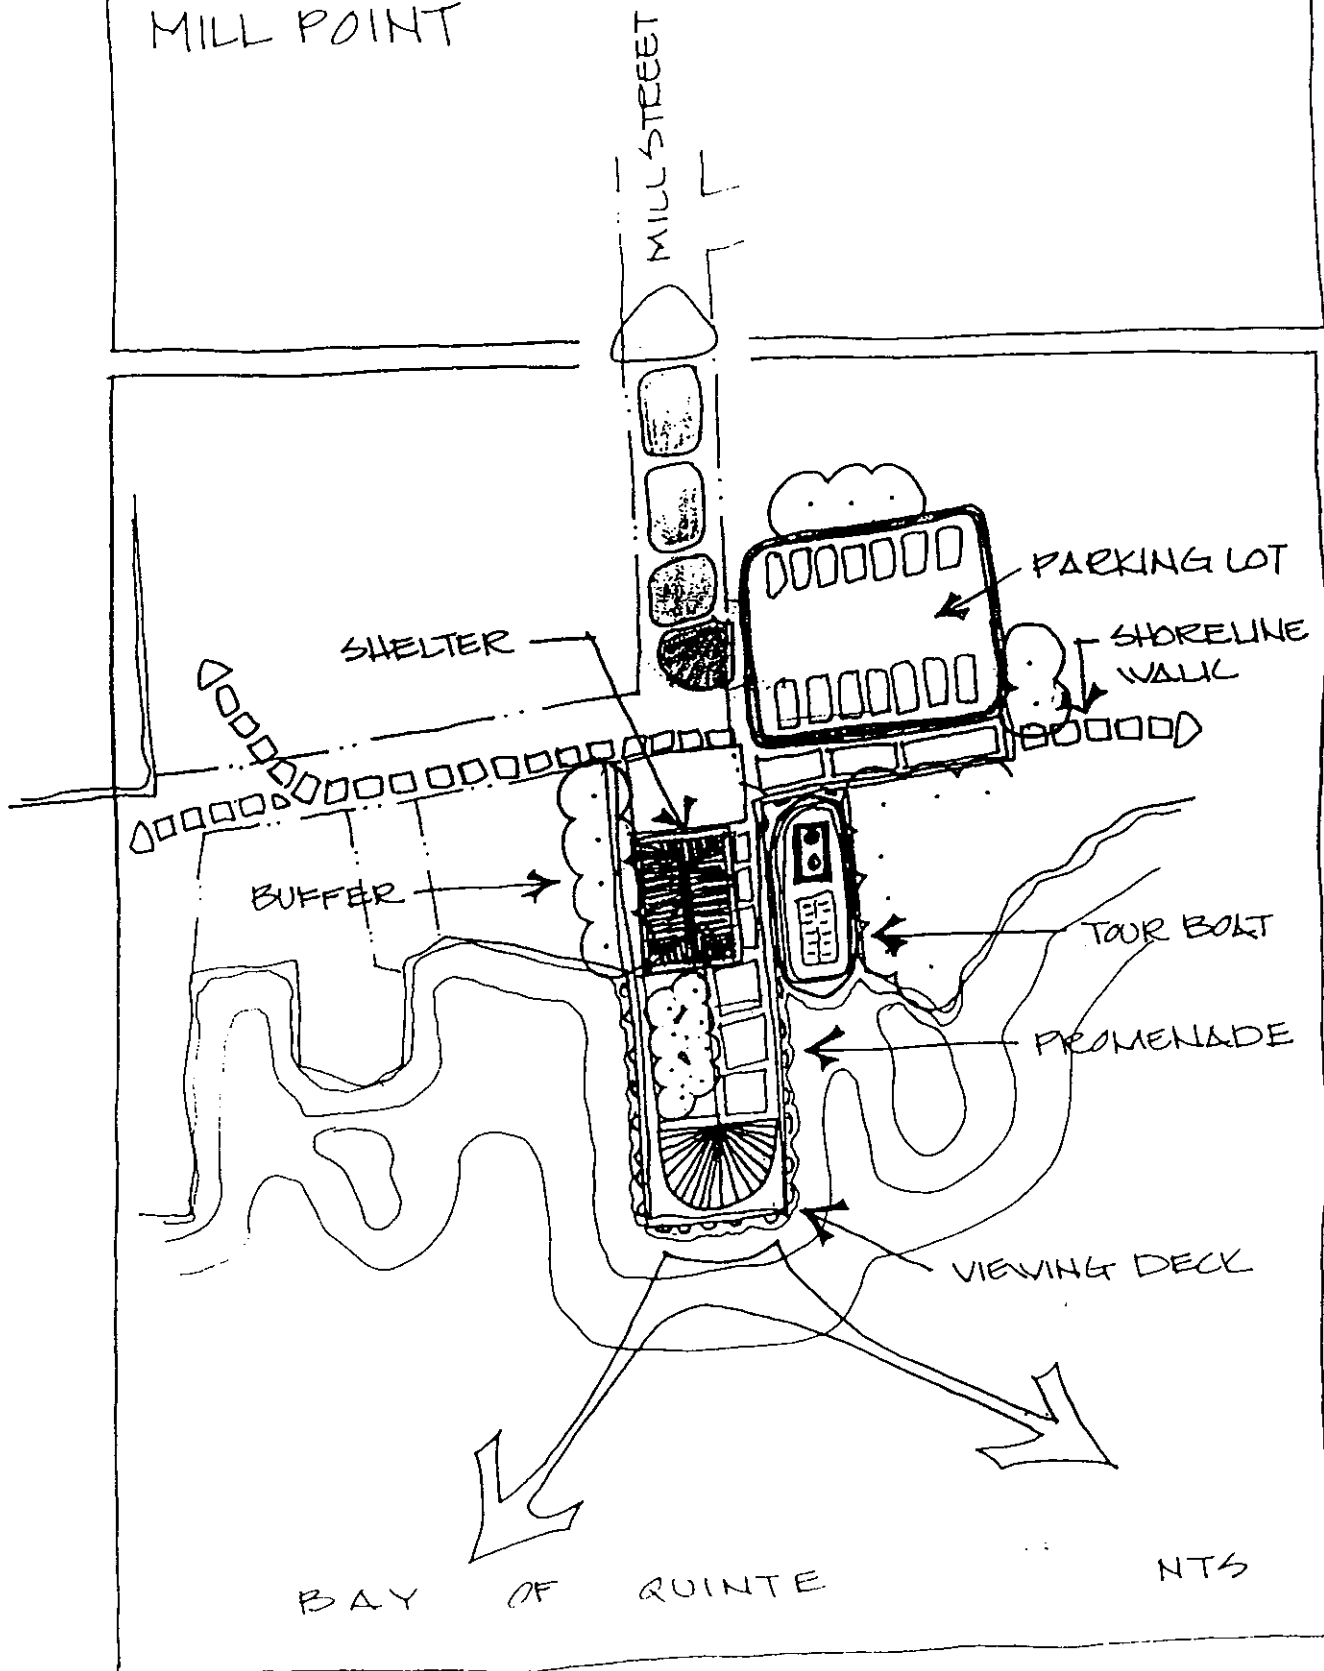 MILL POINT
MILL STREET
PARKING LOT
SHORELINE
WALK
SHELTER
BUFFER
TOUR BOAT
PROMENADE
VIEWING DECK
BAY OF QUINTE
NTS